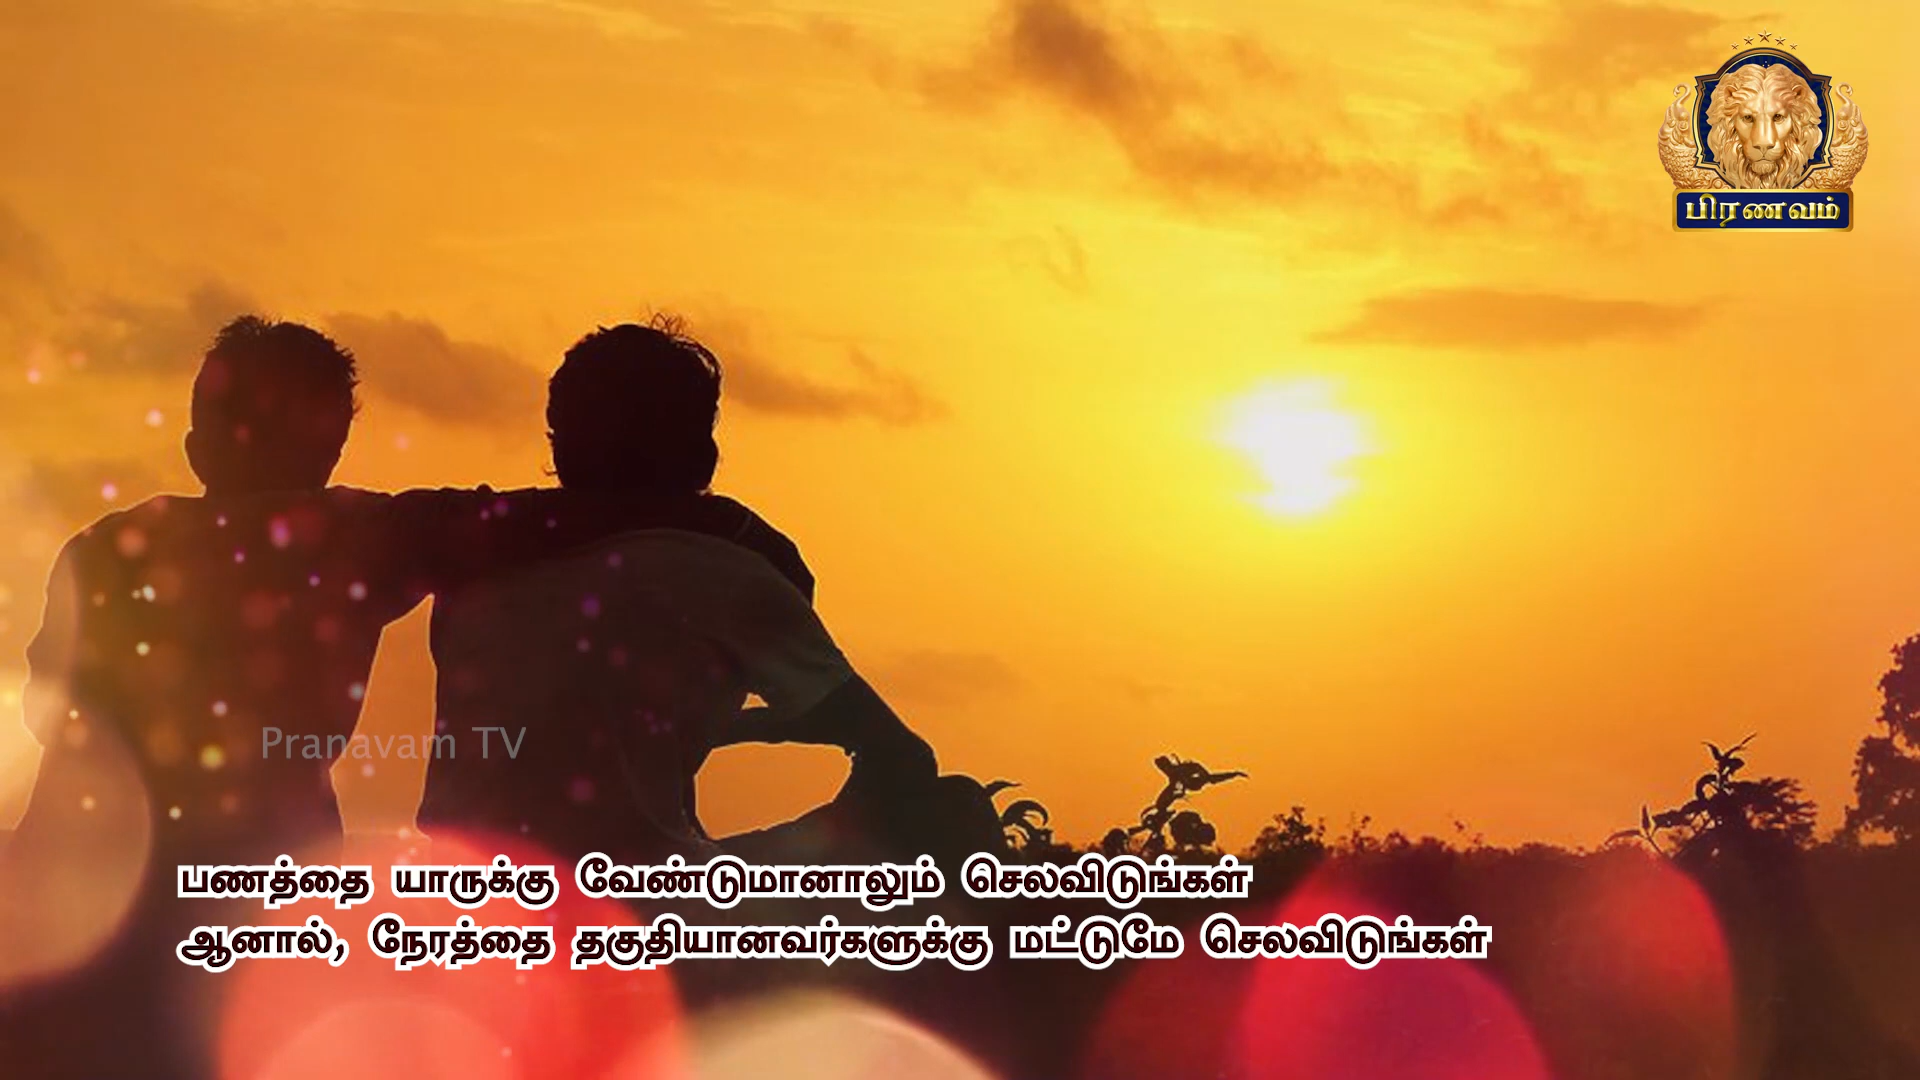 பிரணவம்
Pranavam TV
பணத்தை யாருக்கு வேண்டுமானாலும் செலவிடுங்கள்
ஆனால், நேரத்தை தகுதியானவர்களுக்கு மட்டுமே செலவிடுங்கள்